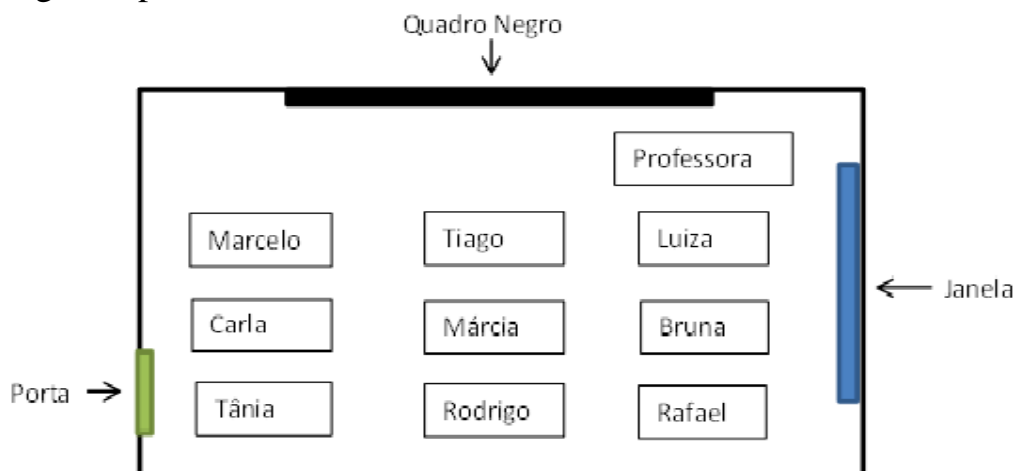 Quadro Negro
Professora
Marcelo Tiago Luiza
Janela
Carla Márcia Bruna
Porta
Tânia Rodrigo Rafael